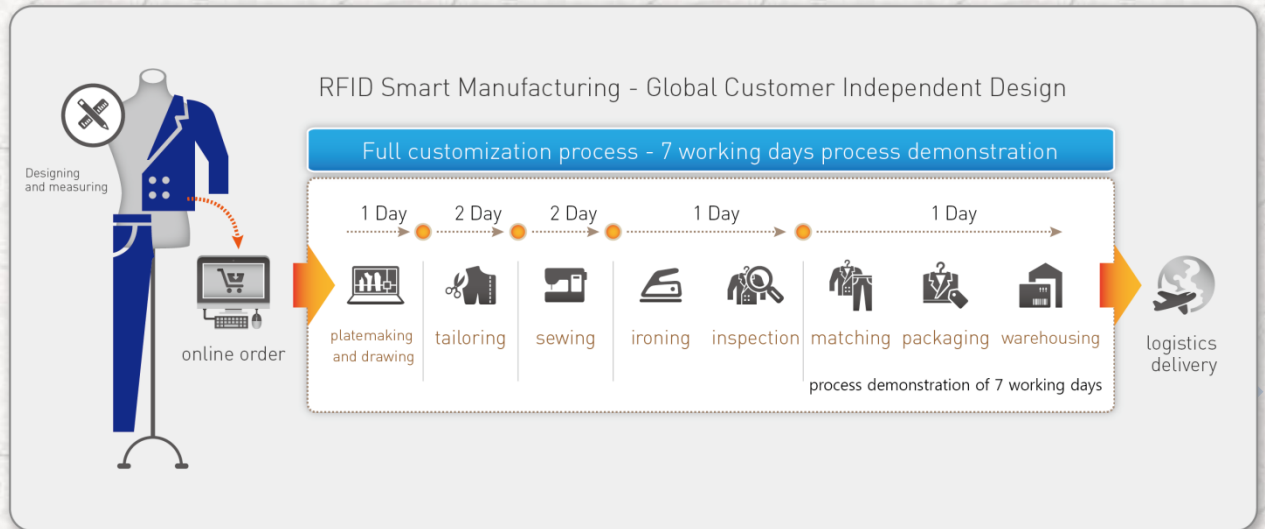 RFID Smart Manufacturing - Global Customer Independent Design
Full customization process - 7 working days process demonstration
Designing
and measuring
online order
1 Day
2 Day
2 Day
1 Day
1 Day
platemaking
and drawing
tailoring
sewing
ironing
inspection
matching
packaging
warehousing
process demonstration of 7 working days
logistics
delivery